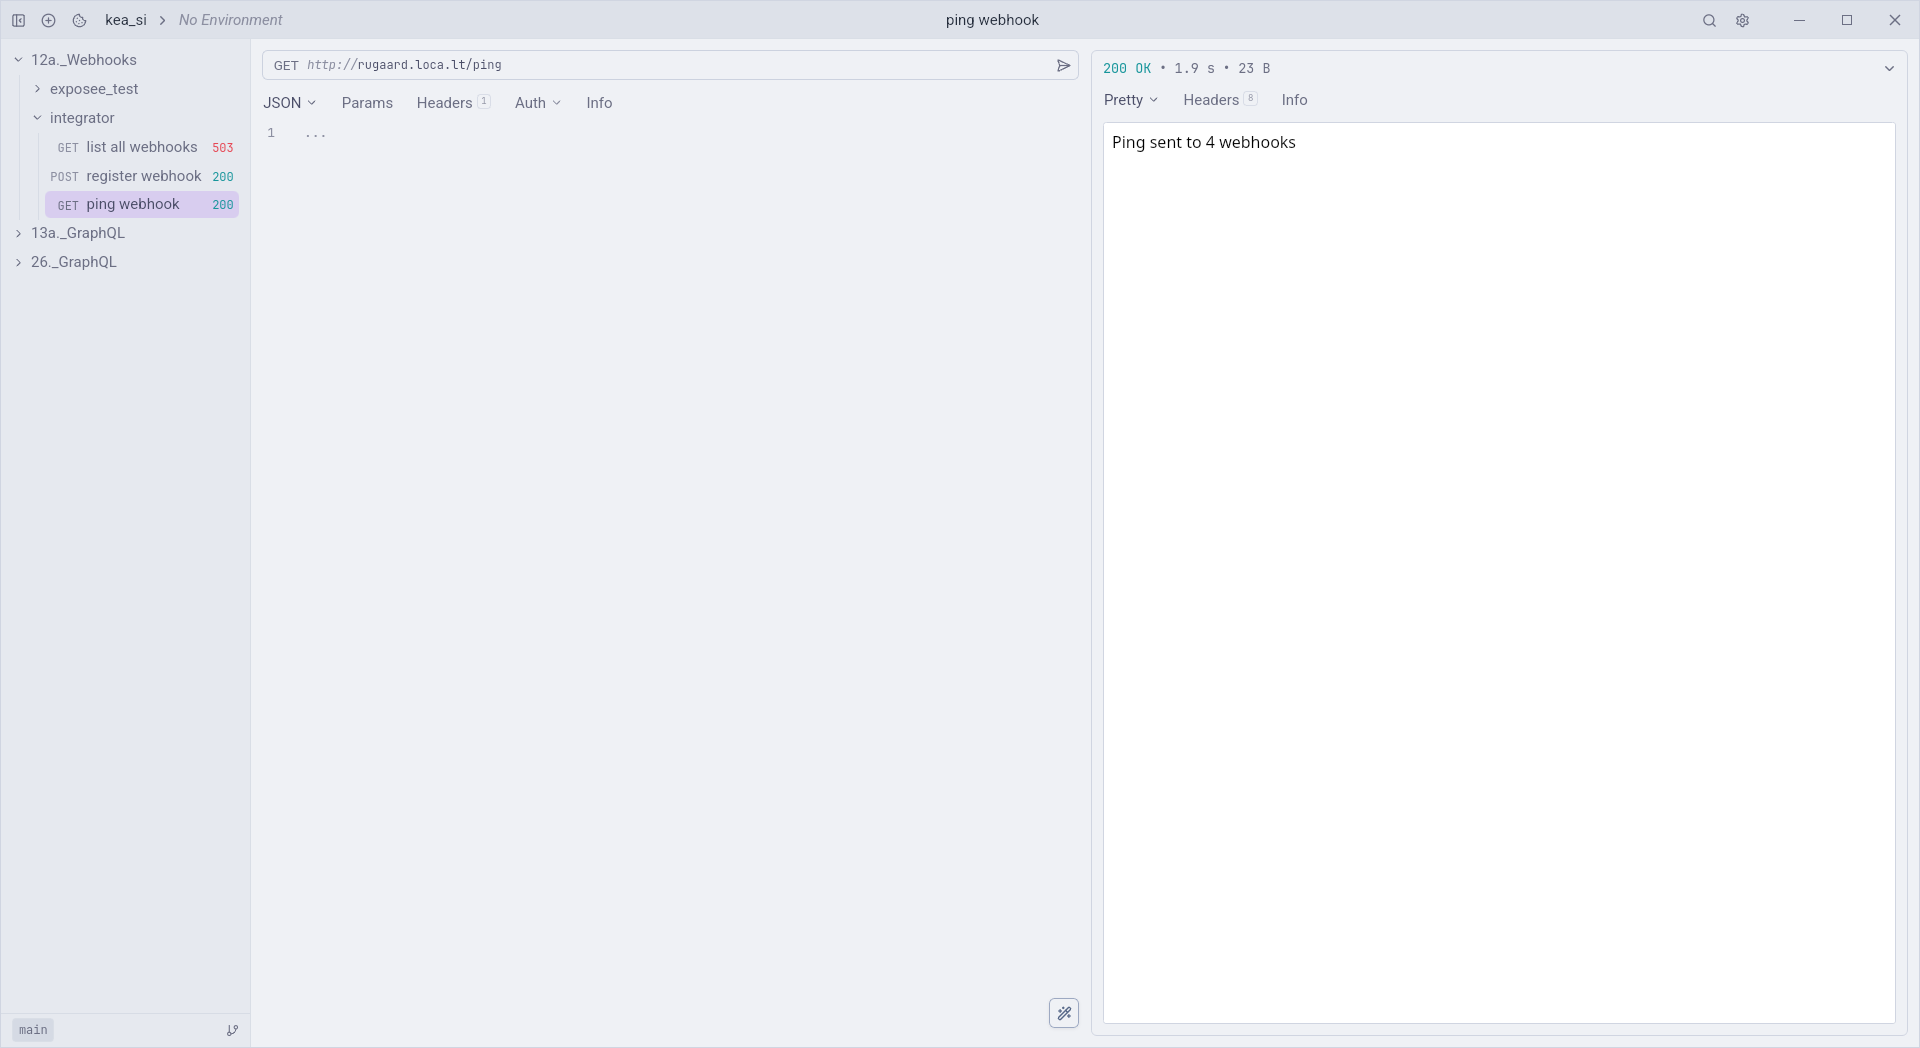 kea_si No Environment
ping webhook
12a._Webhooks
exposee_test
integrator
GET list all webhooks 503
POST register webhook 200
GET ping webhook 200
13a._GraphQL
26._GraphQL
main
GET http://rugaard.loca.lt/ping
JSON Params Headers 1 Auth Info
1 ...
200 OK • 1.9 s • 23 B
Pretty Headers 8 Info
Ping sent to 4 webhooks